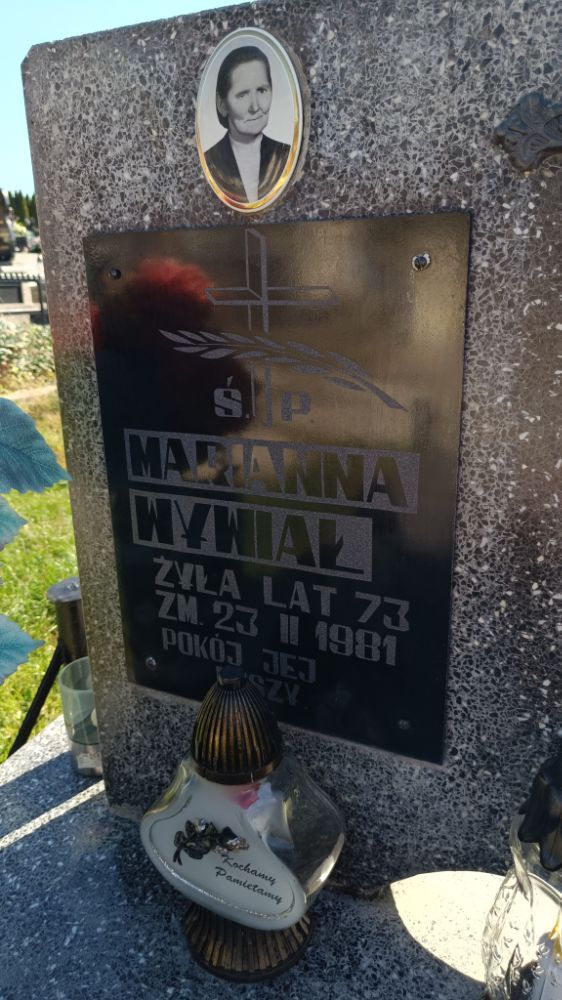 Ś.P.
MARIANNA
WYWIAŁ
ŻYŁA LAT 73
ZM. 23 II 1981
POKÓJ JEJ
Kochamy
Pamiętamy